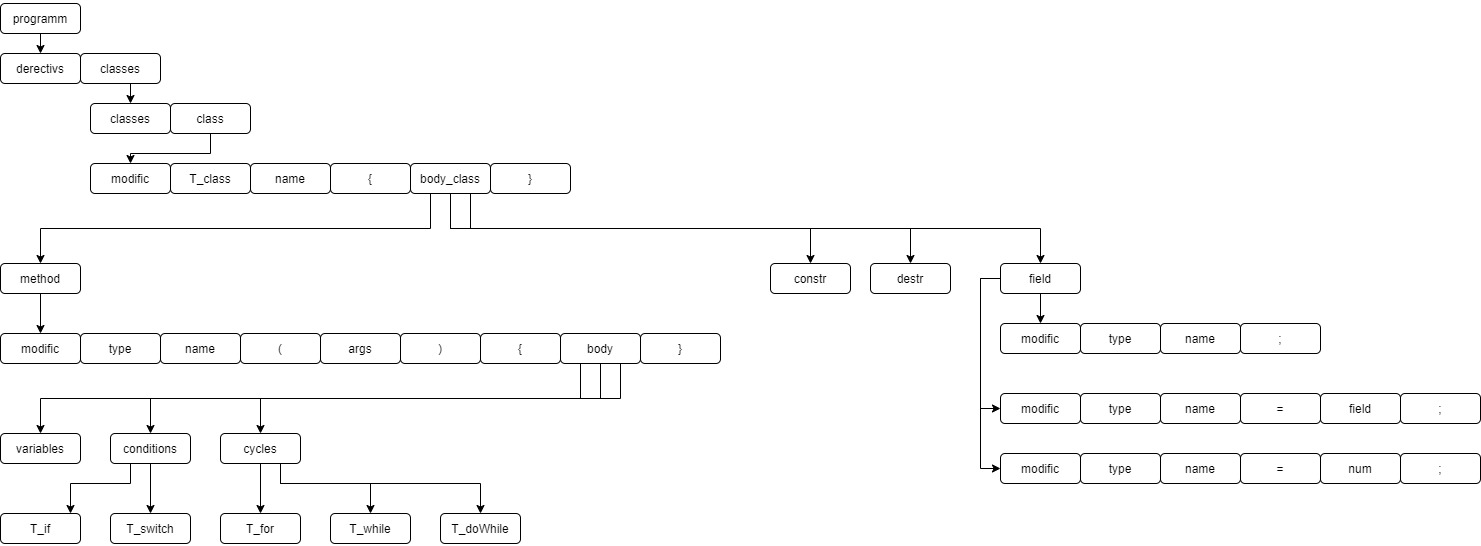 programm
derectivs classes
classes class
modific T_class name { body_class }
method constr destr field
modific type name ;
modific type name ( args ) { body }
modific type name = field ;
variables conditions cycles
modific type name = num ;
T_if T_switch T_for T_while T_doWhile